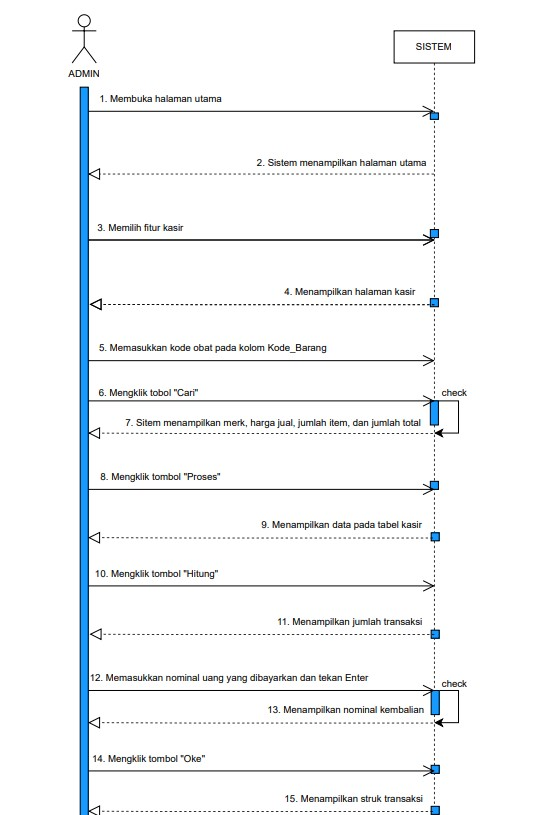 ADMIN
SISTEM
1. Membuka halaman utama
2. Sistem menampilkan halaman utama
3. Memilih fitur kasir
4. Menampilkan halaman kasir
5. Memasukkan kode obat pada kolom Kode_Barang
6. Mengklik tobol "Cari"
check
7. Sitem menampilkan merk, harga jual, jumlah item, dan jumlah total
8. Mengklik tombol "Proses"
9. Menampilkan data pada tabel kasir
10. Mengklik tombol "Hitung"
11. Menampilkan jumlah transaksi
12. Memasukkan nominal uang yang dibayarkan dan tekan Enter
check
13. Menampilkan nominal kembalian
14. Mengklik tombol "Oke"
15. Menampilkan struk transaksi